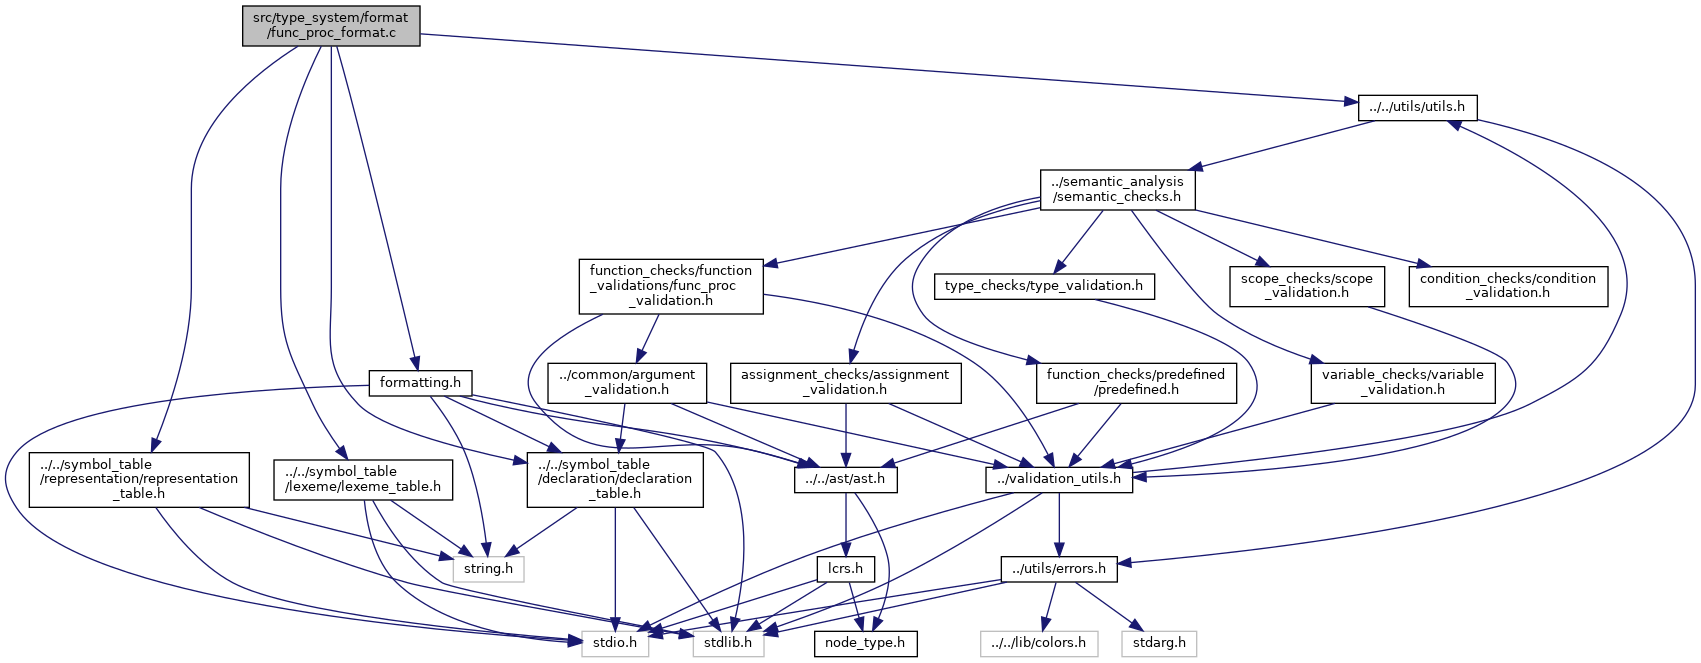 src/type_system/format
/func_proc_format.c
../../utils/utils.h
../semantic_analysis
/semantic_checks.h
function_checks/function
_validations/func_proc
_validation.h
type_checks/type_validation.h
scope_checks/scope
_validation.h
condition_checks/condition
_validation.h
formatting.h
../common/argument
_validation.h
assignment_checks/assignment
_validation.h
function_checks/predefined
/predefined.h
variable_checks/variable
_validation.h
../../symbol_table
/representation/representation
_table.h
../../symbol_table
/lexeme/lexeme_table.h
../../symbol_table
/declaration/declaration
_table.h
../../ast/ast.h
../validation_utils.h
string.h
lcrs.h
../utils/errors.h
stdio.h
stdlib.h
node_type.h
../../lib/colors.h
stdarg.h